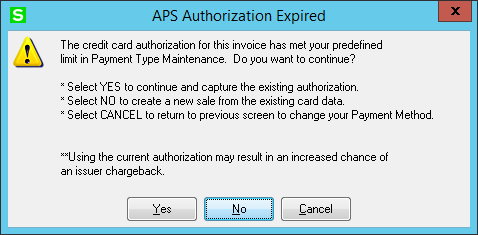 S
APS Authorization Expired
x
The credit card authorization for this invoice has met your predefined
limit in Payment Type Maintenance.  Do you want to continue?
* Select YES to continue and capture the existing authorization.
* Select NO to create a new sale from the existing card data.
* Select CANCEL to return to previous screen to change your Payment Method.
**Using the current authorization may result in an increased chance of
an issuer chargeback.
Yes
No
Cancel